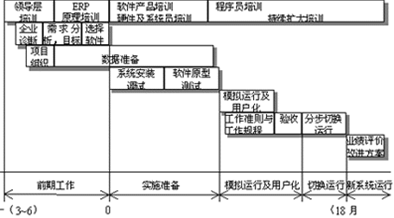 领导层
培训
ERP
原理培训
软件产品培训
硬件及系统员培训
程序员培训
持续扩大培训
企业
诊断
需求分
析，目标
选择
软件
项目
组织
数据准备
系统安装
调试
软件原型
测试
模拟运行及
用户化
工作准则与
工作规程
验收
分步切换
运行
业绩评价
改进方案
前期工作
实施准备
模拟运行及用户化
切换运行
新系统运行
—(3~6)
0
(18 月